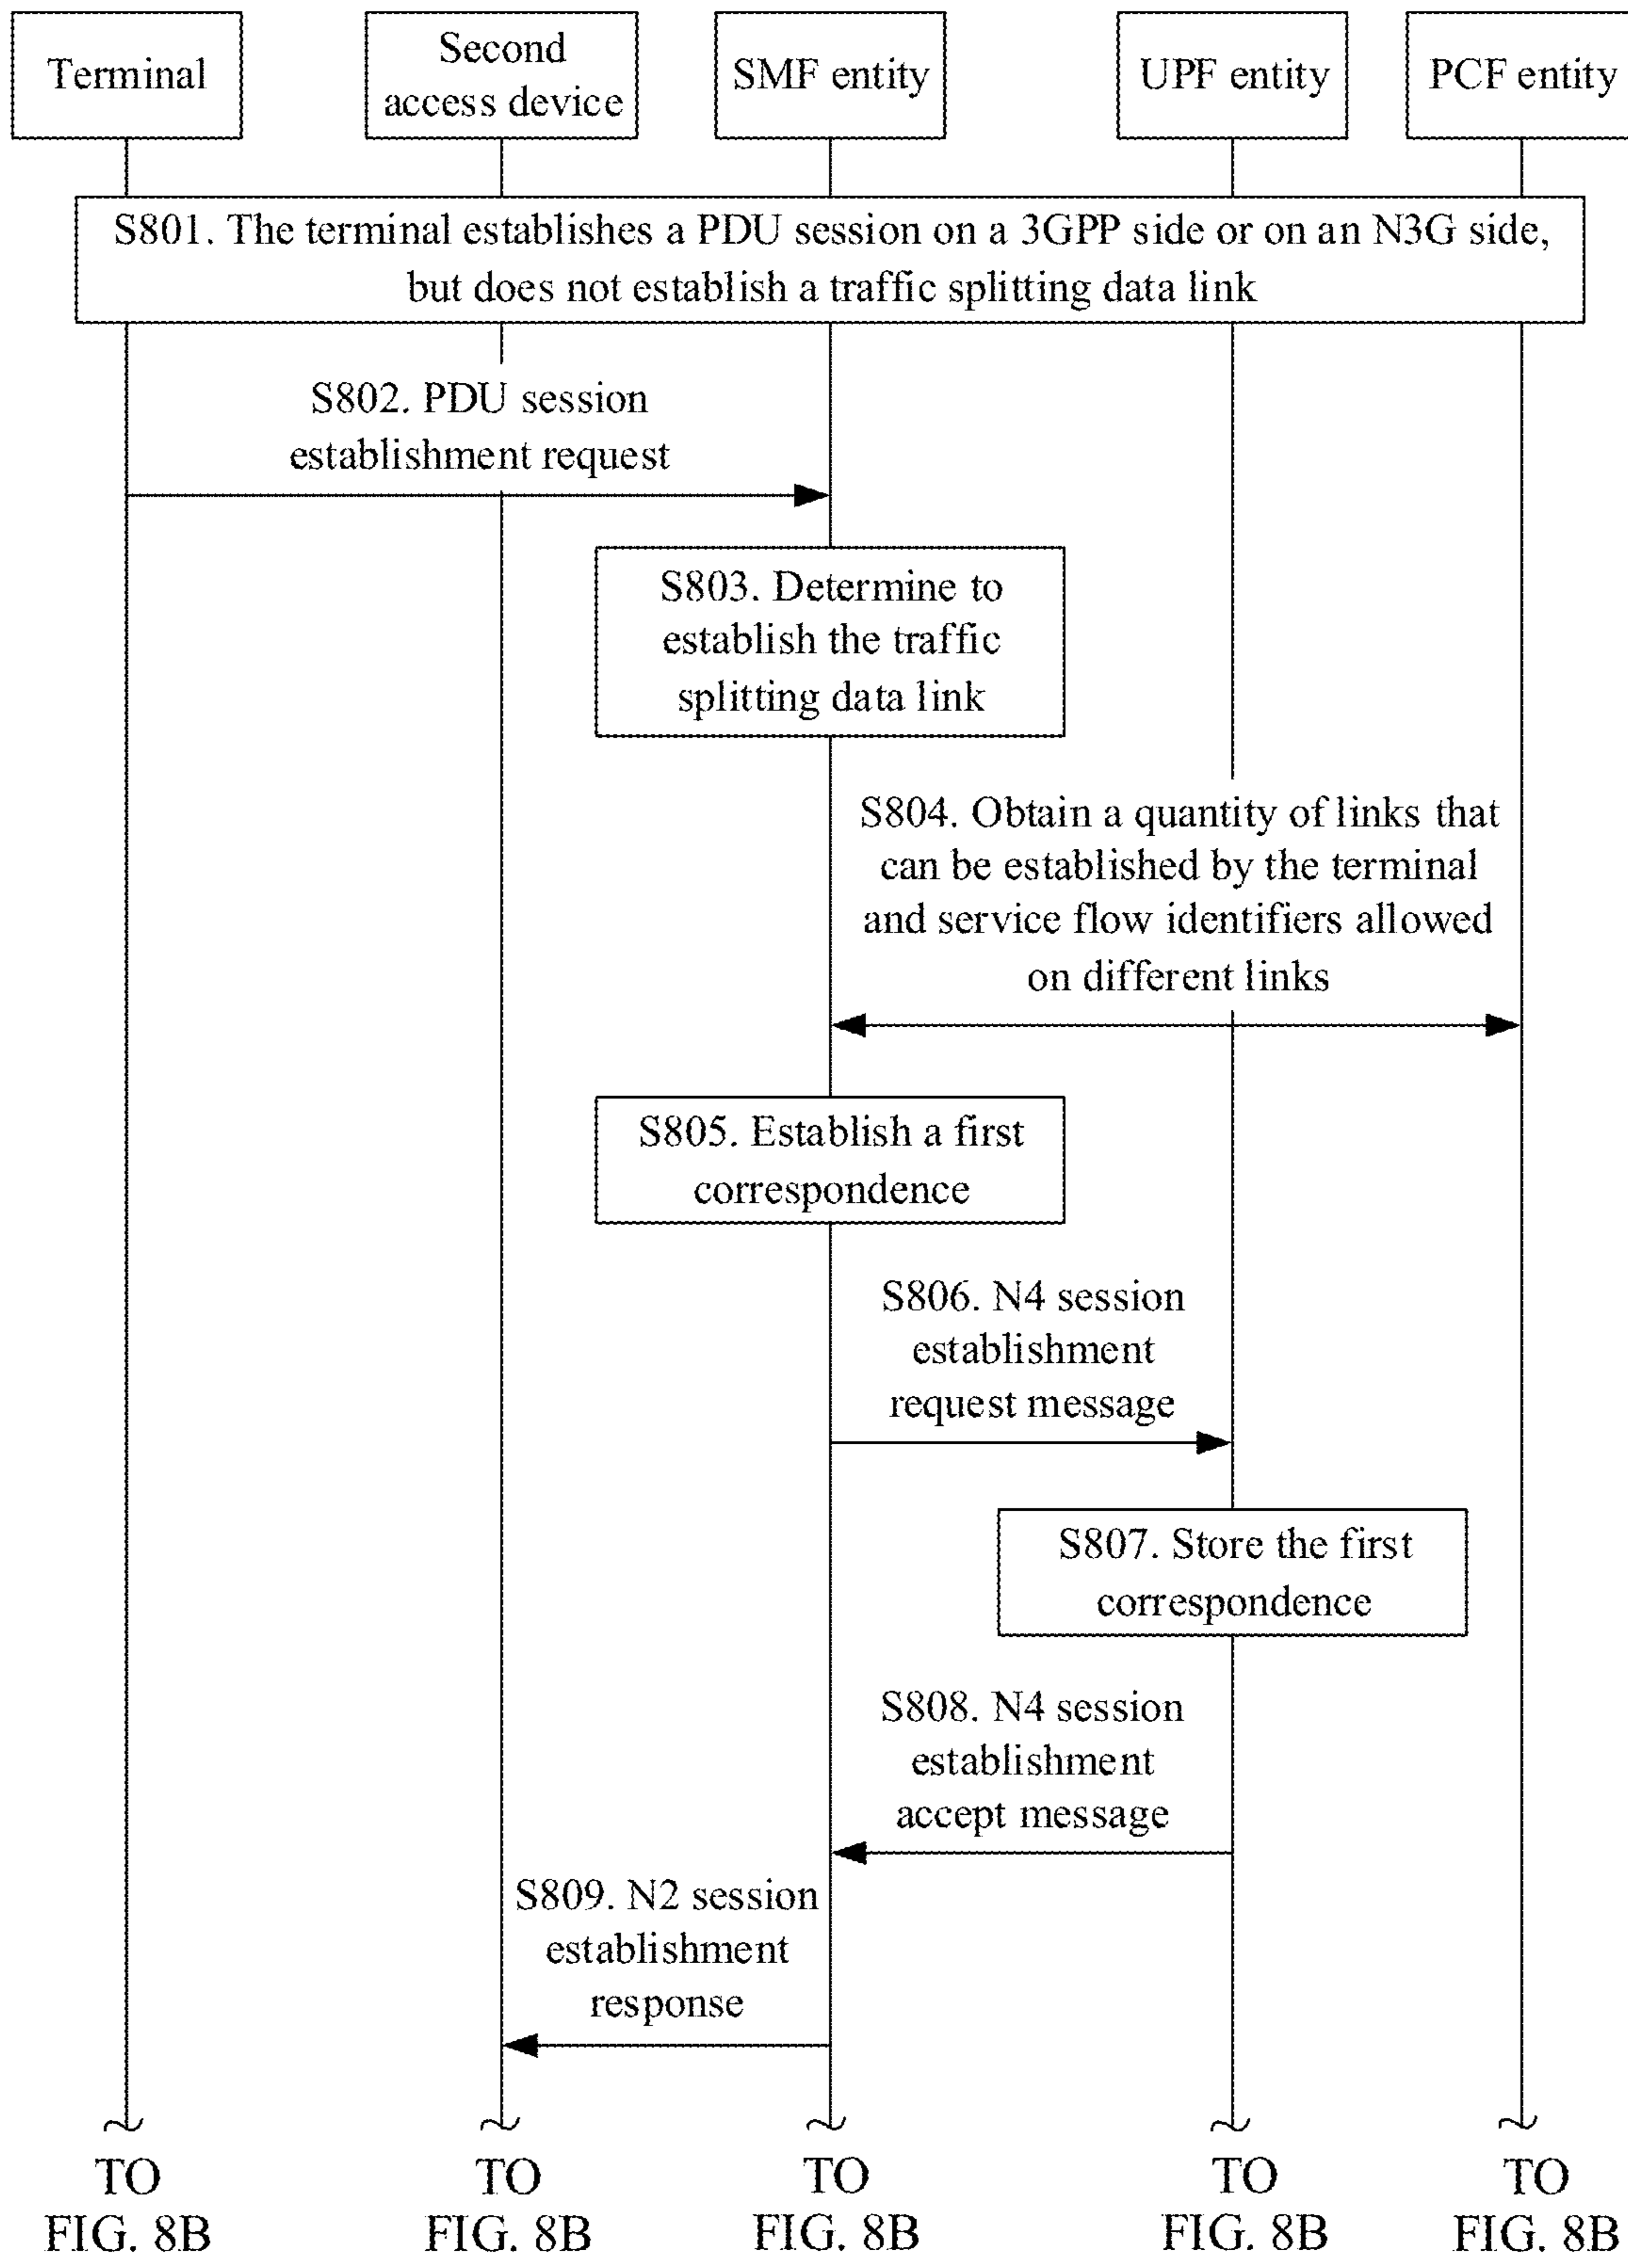 Terminal
Second
access device
SMF entity
UPF entity
PCF entity
S801. The terminal establishes a PDU session on a 3GPP side or on an N3G side,
but does not establish a traffic splitting data link
S802. PDU session
establishment request
S803. Determine to
establish the traffic
splitting data link
S804. Obtain a quantity of links that
can be established by the terminal
and service flow identifiers allowed
on different links
S805. Establish a first
correspondence
S806. N4 session
establishment
request message
S807. Store the first
correspondence
S808. N4 session
establishment
accept message
S809. N2 session
establishment
response
TO
FIG. 8B
TO
FIG. 8B
TO
FIG. 8B
TO
FIG. 8B
TO
FIG. 8B